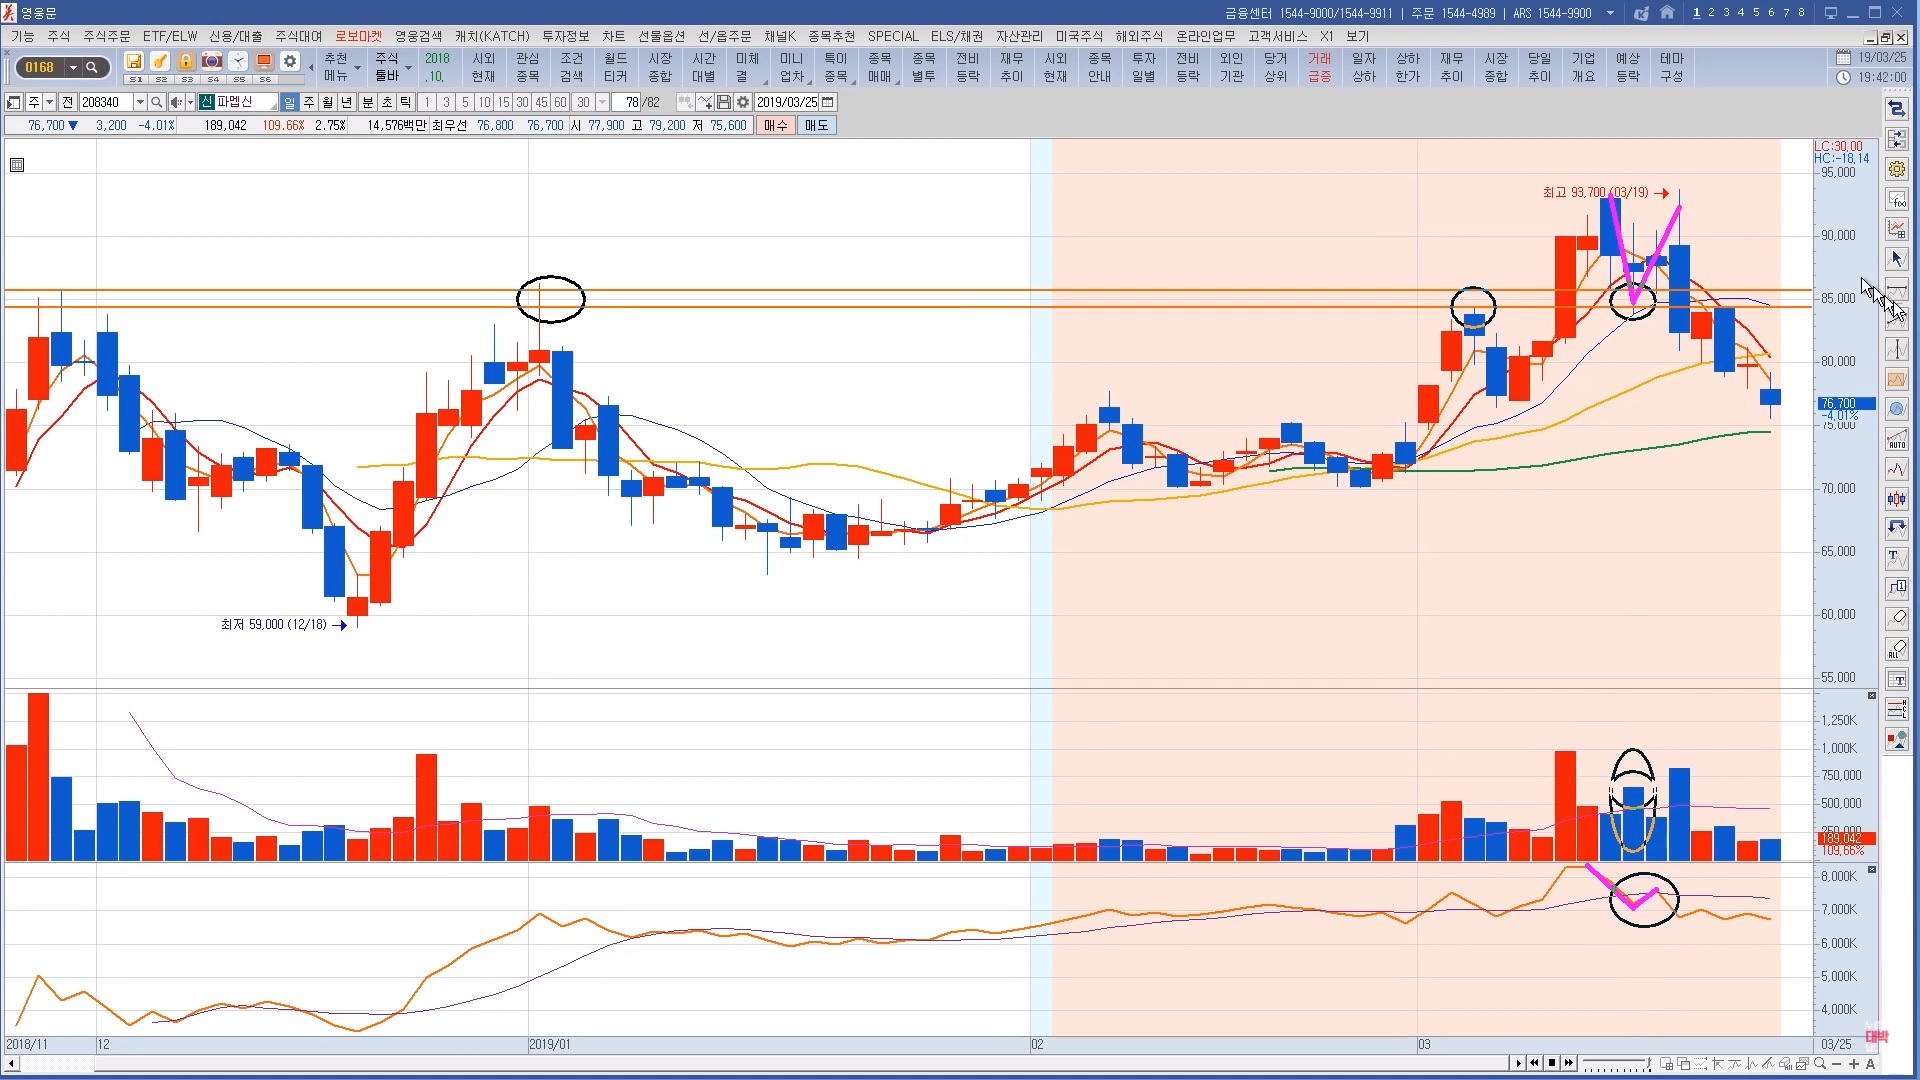 영웅문 금융센터 1544-9000/1544-9911 | 주문 1544-4989 | ARS 1544-9900 1 2 3 4 5 6 7 8
기능 주식 주식주문 ETF/ELW 신용/대출 주식대여 로보마켓 영웅검색 캐치(KATCH) 투자정보 차트 선물옵션 선/옵주문 채널K 종목추천 SPECIAL ELS/채권 자산관리 미국주식 해외주식 온라인업무 고객서비스 X1 보기
0168 추천 주식 2018 시외 관심 조건 월드 시장 시간 미체 미니 특이 종목 종목 전비 재무 시외 종목 투자 전비 외인 당거 거래 일자 상하 재무 시장 당일 기업 예상 테마 19/03/25
S1 S2 S3 S4 S5 S6 메뉴 툴바 .10, 현재 종목 검색 티커 종합 대별 결 업차 종목 매매 별투 등락 추이 현재 안내 일별 등락 기관 상위 급증 상하 한가 추이 종합 추이 개요 등락 구성 19:42:00
주 전 208340 신 파멥신 일 주 월 년 분 초 틱 1 3 5 10 15 30 45 60 30 78 /82 2019/03/25
76,700 ▼ 3,200 -4.01% 189,042 109.66% 2.75% 14,576백만 최우선 76,800 76,700 시 77,900 고 79,200 저 75,600 매수 매도
LC:30.00
HC:-18.14
95,000
최고 93,700 (03/19) →
90,000
85,000
80,000
76,700
-4.01%
75,000
70,000
65,000
최저 59,000 (12/18) →
60,000
55,000
1,250K
1,000K
750,000
500,000
250,000
189,042
109.66%
8,000K
7,000K
6,000K
5,000K
4,000K
2018/11 12 2019/01 02 03 03/25
대박
AUTO
ALL
A